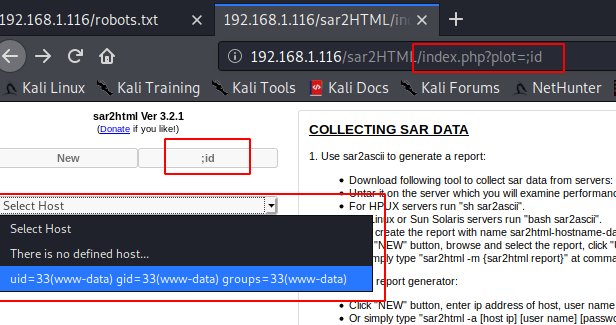 192.168.1.116/robots.txt
192.168.1.116/sar2HTML/in
192.168.1.116/sar2HTML/index.php?plot=;id
Kali Linux Kali Training Kali Tools Kali Docs Kali Forums NetHunter
sar2html Ver 3.2.1
(Donate if you like!)
New ;id
Select Host
Select Host
There is no defined host...
uid=33(www-data) gid=33(www-data) groups=33(www-data)
COLLECTING SAR DATA
1. Use sar2ascii to generate a report:
Download following tool to collect sar data from servers:
Untar it on the server which you will examine performan
For HPUX servers run "sh sar2ascii".
Linux or Sun Solaris servers run "bash sar2ascii".
create the report with name sar2html-hostname-da
"NEW" button, browse and select the report, click "U
mply type "sar2html -m {sar2html report}" at comma
report generator:
Click "NEW" button, enter ip address of host, user name
Or simply type "sar2html -a [host ip] [user name] [passwo